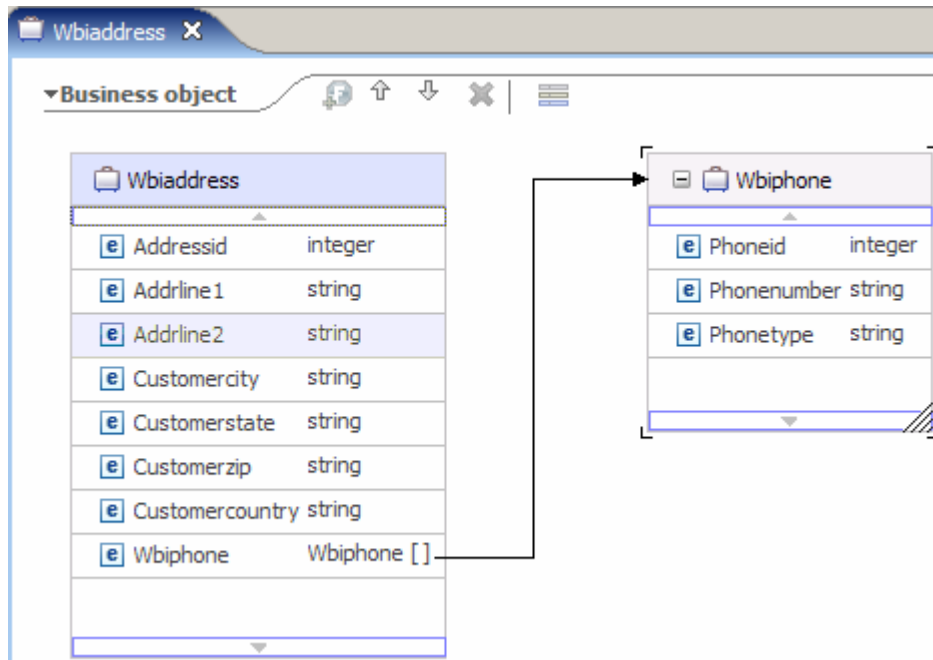 Wbiaddress
Business object
Wbiaddress
Addressid integer
Addrline1 string
Addrline2 string
Customercity string
Customerstate string
Customerzip string
Customercountry string
Wbiphone Wbiphone []
Wbiphone
Phoneid integer
Phonenumber string
Phonetype string